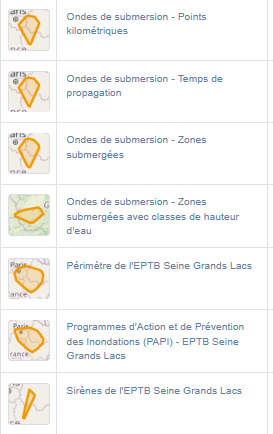 aris
Ondes de submersion - Points
kilométriques
aris
Ondes de submersion - Temps de
propagation
aris
Ondes de submersion - Zones
submergées
Ondes de submersion - Zones
submergées avec classes de hauteur
d'eau
Paris
rance
Périmètre de l'EPTB Seine Grands Lacs
Paris
rance
Programmes d'Action et de Prévention
des Inondations (PAPI) - EPTB Seine
Grands Lacs
Sirènes de l'EPTB Seine Grands Lacs